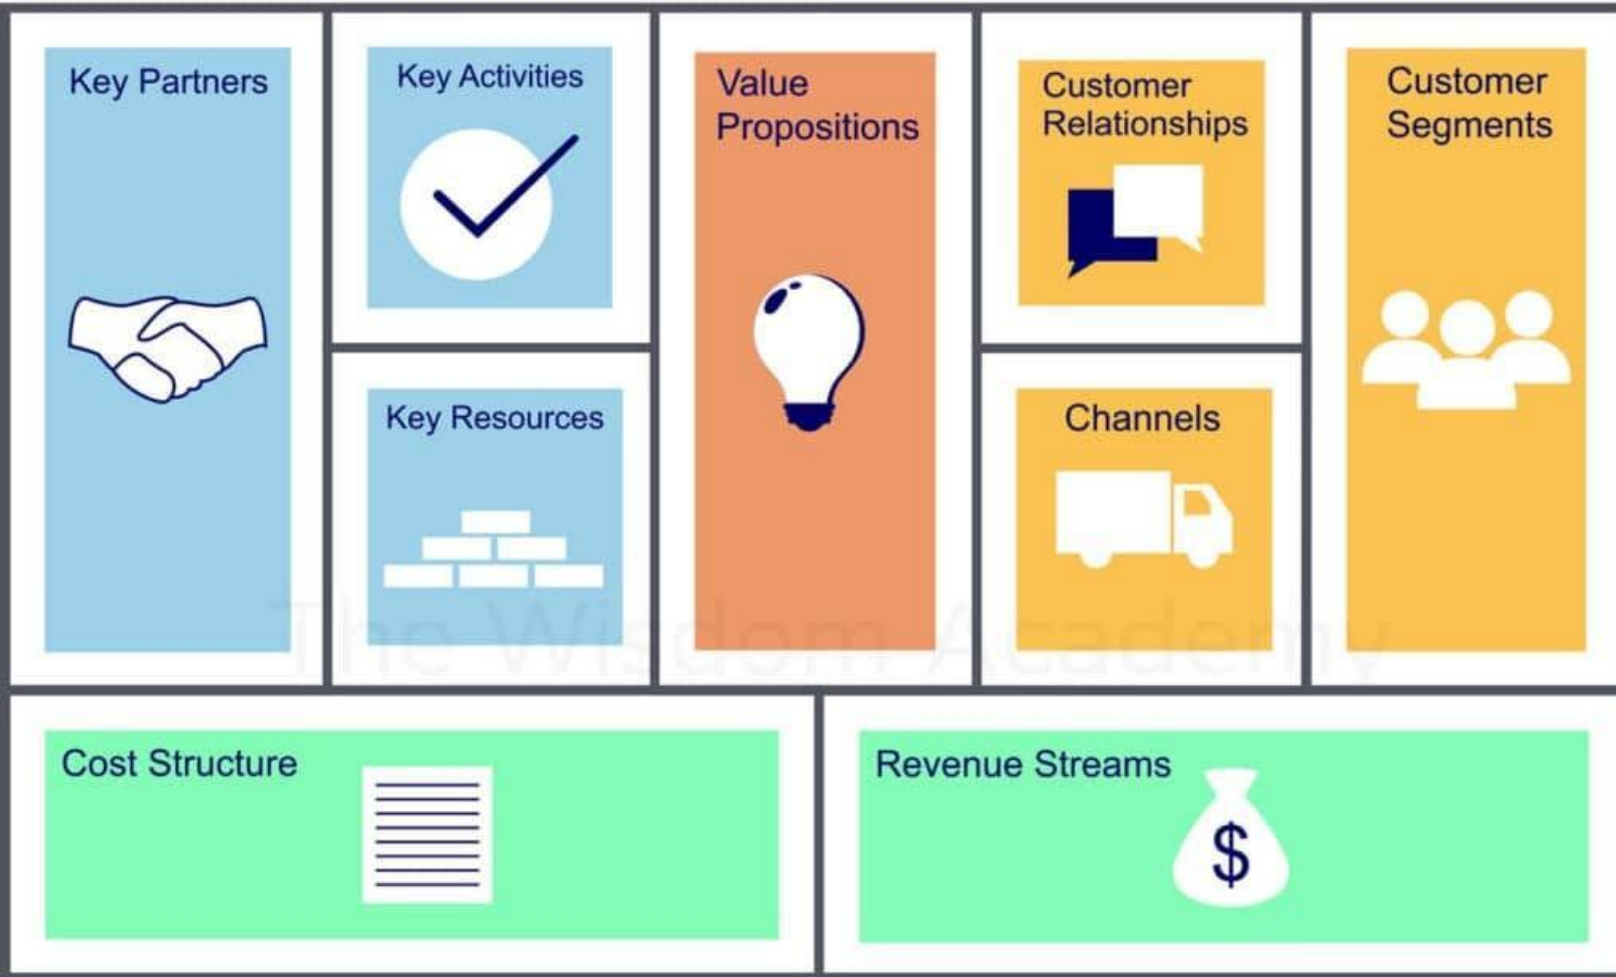 Key Partners
Key Activities
Key Resources
Value
Propositions
Customer
Relationships
Channels
Customer
Segments
Cost Structure
Revenue Streams
$
The Wisdom Academy